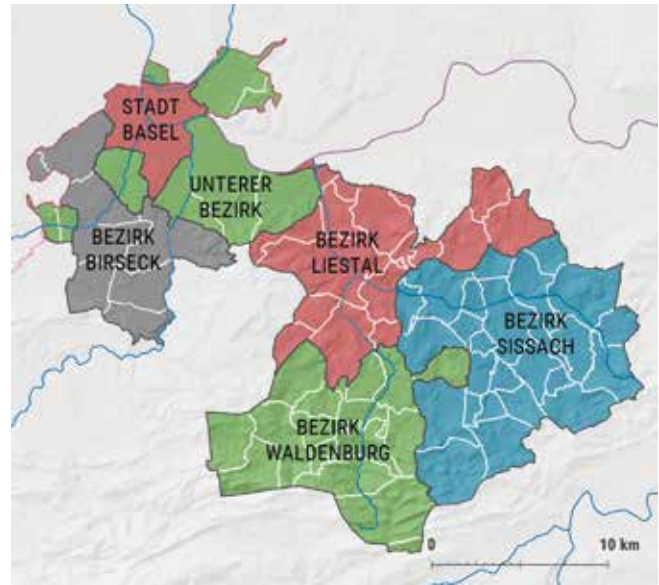 STADT
BASEL
UNTERER
BEZIRK
BEZIRK
BIRSECK
BEZIRK
LIESTAL
BEZIRK
SISSACH
BEZIRK
WALDENBURG
0
10 km